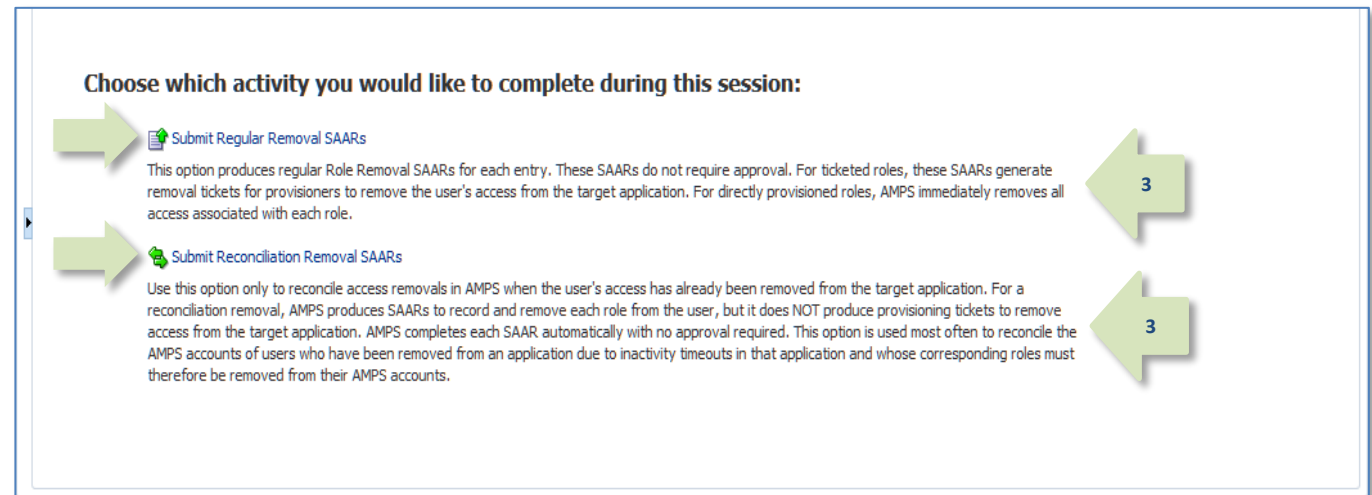 Choose which activity you would like to complete during this session:
Submit Regular Removal SAARs
This option produces regular Role Removal SAARs for each entry. These SAARs do not require approval. For ticketed roles, these SAARs generate
removal tickets for provisioners to remove the user's access from the target application. For directly provisioned roles, AMPS immediately removes all
access associated with each role.
3
Submit Reconciliation Removal SAARs
Use this option only to reconcile access removals in AMPS when the user's access has already been removed from the target application. For a
reconciliation removal, AMPS produces SAARs to record and remove each role from the user, but it does NOT produce provisioning tickets to remove
access from the target application. AMPS completes each SAAR automatically with no approval required. This option is used most often to reconcile the
AMPS accounts of users who have been removed from an application due to inactivity timeouts in that application and whose corresponding roles must
therefore be removed from their AMPS accounts.
3